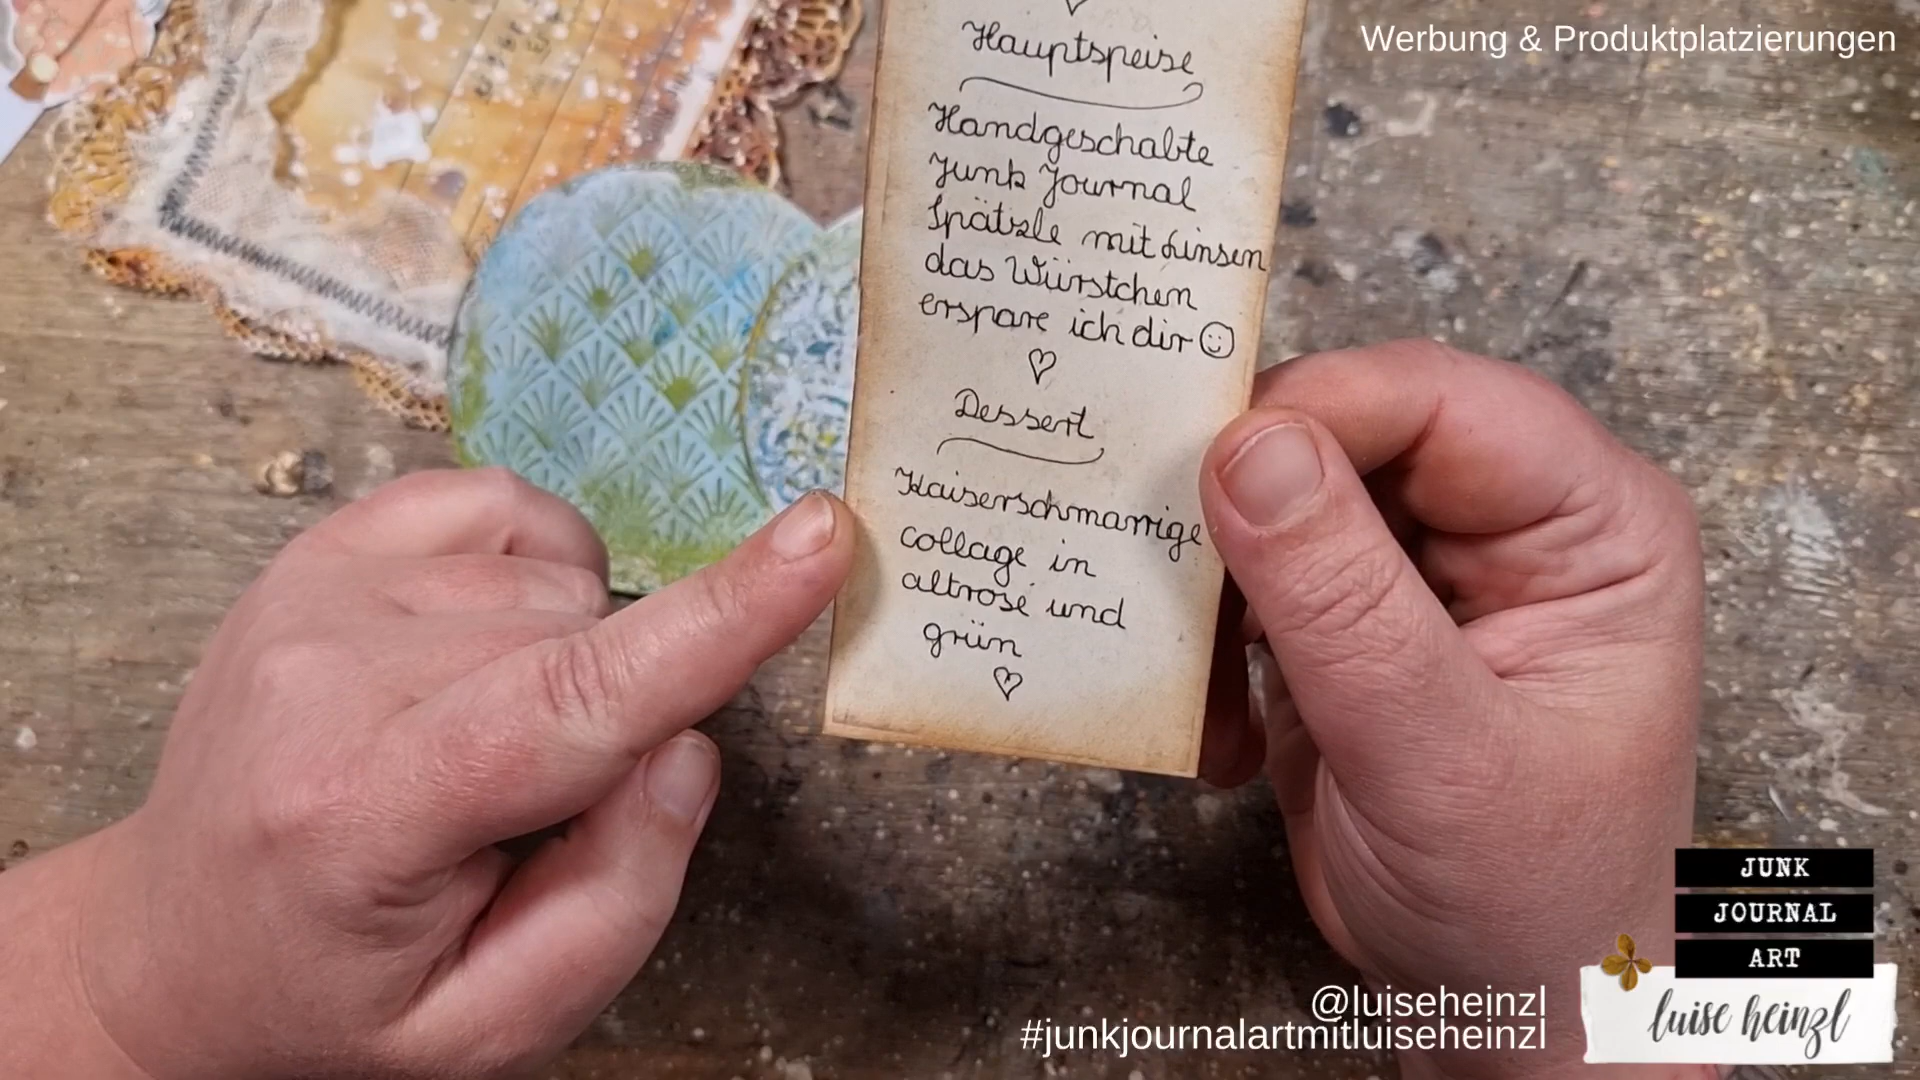 Werbung & Produktplatzierungen
Hauptspeise
Handgeschabte
Junk Journal
Spätzle mit Linsen
das Würstchen
erspare ich dir
Dessert
Kaiserschmarrige
collage in
altrosé und
grün
JUNK
JOURNAL
ART
luise heinzl
@luiseheinzl
#junkjournalartmitluiseheinzl